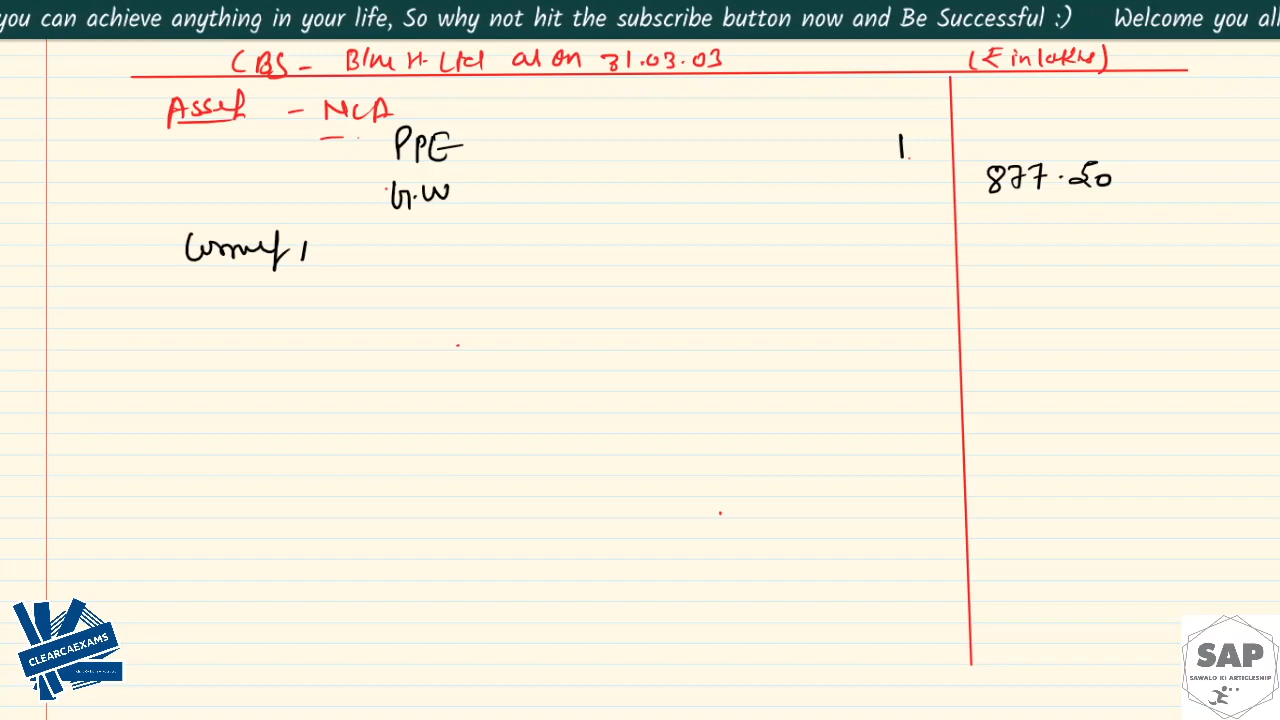 you can achieve anything in your life, So why not hit the subscribe button now and Be Successful :) Welcome you all
CBS - Blue H. Ltd as on 31.03.03 (₹ in lakhs)
Asset - NCA
PPE 1.
877.50
G.W
CLEARCAEXAMS
SAP
SAWALO KI ARTICLESHIP